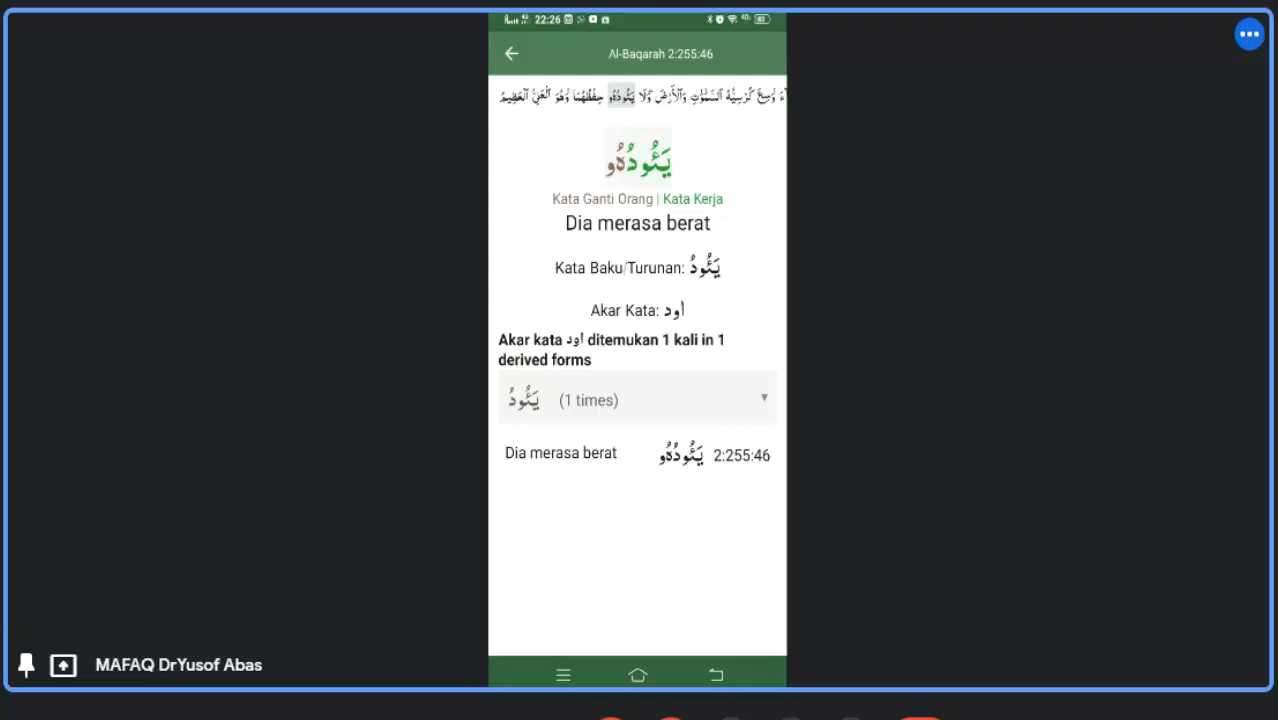 22:26
Al-Baqarah 2:255:46
وَسِعَ كُرْسِيُّهُ ٱلسَّمَٰوَٰتِ وَٱلْأَرْضَ وَلَا يَـُٔودُهُۥ حِفْظُهُمَا وَهُوَ ٱلْعَلِىُّ ٱلْعَظِيمُ
يَـُٔودُهُۥ
Kata Ganti Orang | Kata Kerja
Dia merasa berat
Kata Baku/Turunan: يَـُٔودُ
Akar Kata: اود
Akar kata اود ditemukan 1 kali in 1
derived forms
يَـُٔودُ (1 times)
Dia merasa berat يَـُٔودُهُۥ 2:255:46
MAFAQ DrYusof Abas